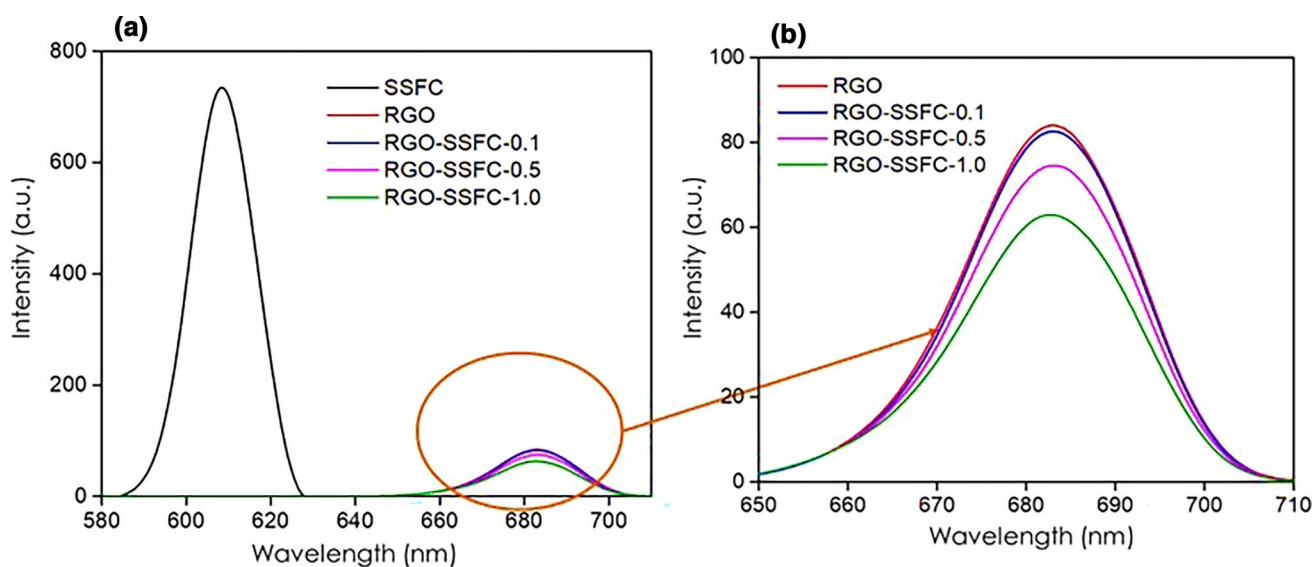 (a)
800
600
400
200
0
Intensity (a.u.)
SSFC
RGO
RGO-SSFC-0.1
RGO-SSFC-0.5
RGO-SSFC-1.0
580 600 620 640 660 680 700
Wavelength (nm)
(b)
100
80
60
40
20
0
Intensity (a.u.)
RGO
RGO-SSFC-0.1
RGO-SSFC-0.5
RGO-SSFC-1.0
650 660 670 680 690 700 710
Wavelength (nm)